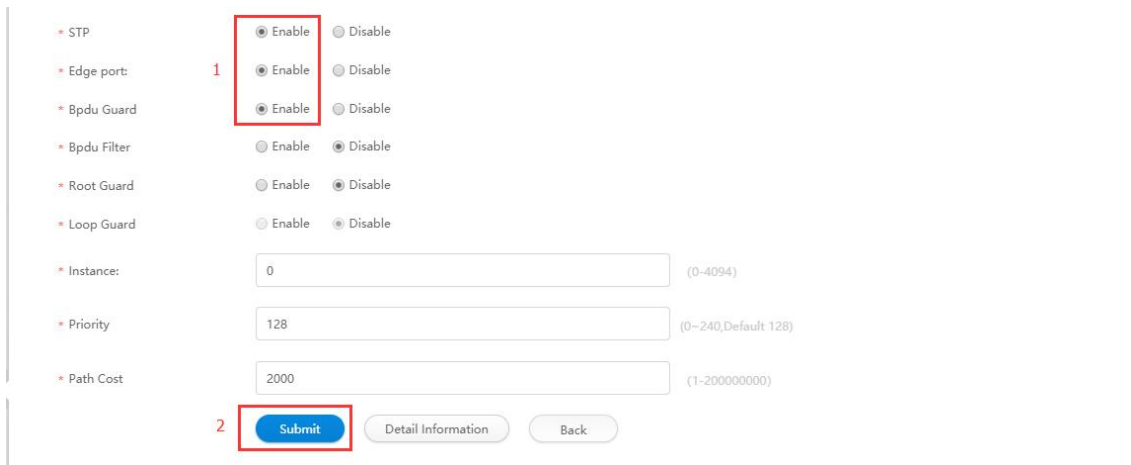 * STP Enable Disable
* Edge port: 1 Enable Disable
* Bpdu Guard Enable Disable
* Bpdu Filter Enable Disable
* Root Guard Enable Disable
* Loop Guard Enable Disable
* Instance: 0 (0-4094)
* Priority 128 (0~240,Default 128)
* Path Cost 2000 (1-200000000)
2 Submit Detail Information Back